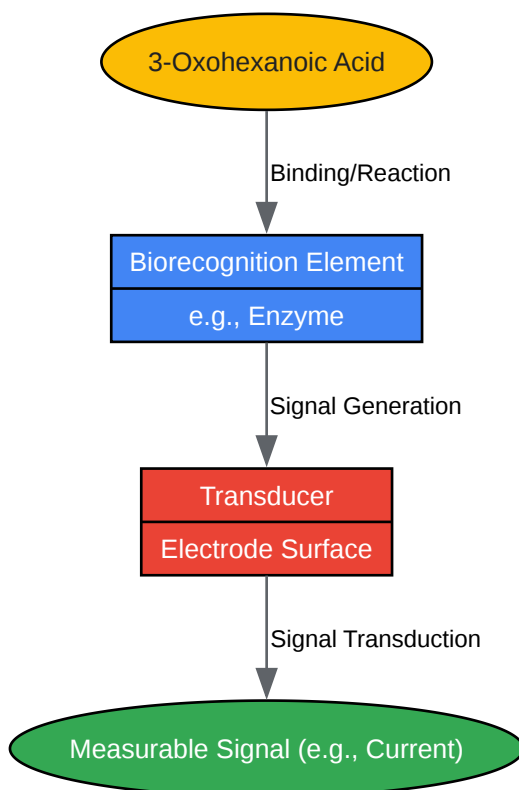 3-Oxohexanoic Acid
Binding/Reaction
Biorecognition Element
e.g., Enzyme
Signal Generation
Transducer
Electrode Surface
Signal Transduction
Measurable Signal (e.g., Current)